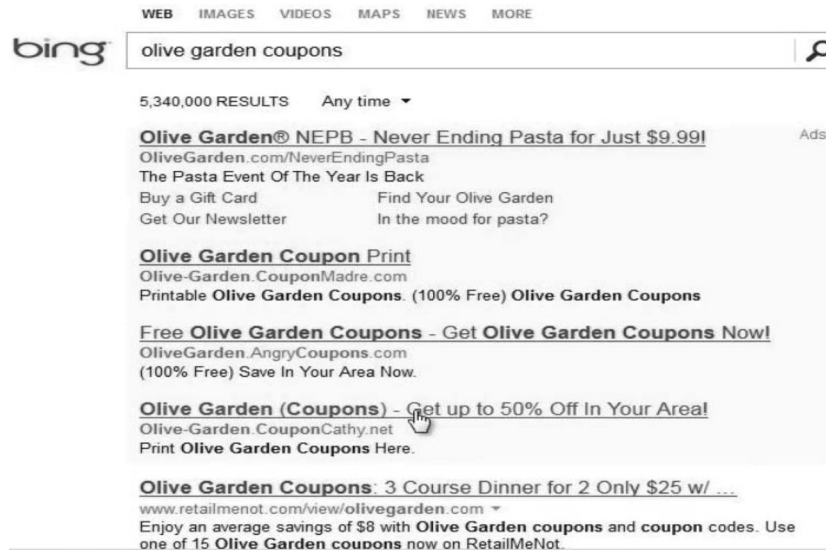 WEB IMAGES VIDEOS MAPS NEWS MORE
bing
olive garden coupons
5,340,000 RESULTS Any time
Olive Garden® NEPB - Never Ending Pasta for Just $9.99!
Ads
OliveGarden.com/NeverEndingPasta
The Pasta Event Of The Year Is Back
Buy a Gift Card Find Your Olive Garden
Get Our Newsletter In the mood for pasta?
Olive Garden Coupon Print
Olive-Garden.CouponMadre.com
Printable Olive Garden Coupons. (100% Free) Olive Garden Coupons
Free Olive Garden Coupons - Get Olive Garden Coupons Now!
OliveGarden.AngryCoupons.com
(100% Free) Save In Your Area Now.
Olive Garden (Coupons) - Get up to 50% Off In Your Area!
Olive-Garden.CouponCathy.net
Print Olive Garden Coupons Here.
Olive Garden Coupons: 3 Course Dinner for 2 Only $25 w/ ...
www.retailmenot.com/view/olivegarden.com
Enjoy an average savings of $8 with Olive Garden coupons and coupon codes. Use
one of 15 Olive Garden coupons now on RetailMeNot.